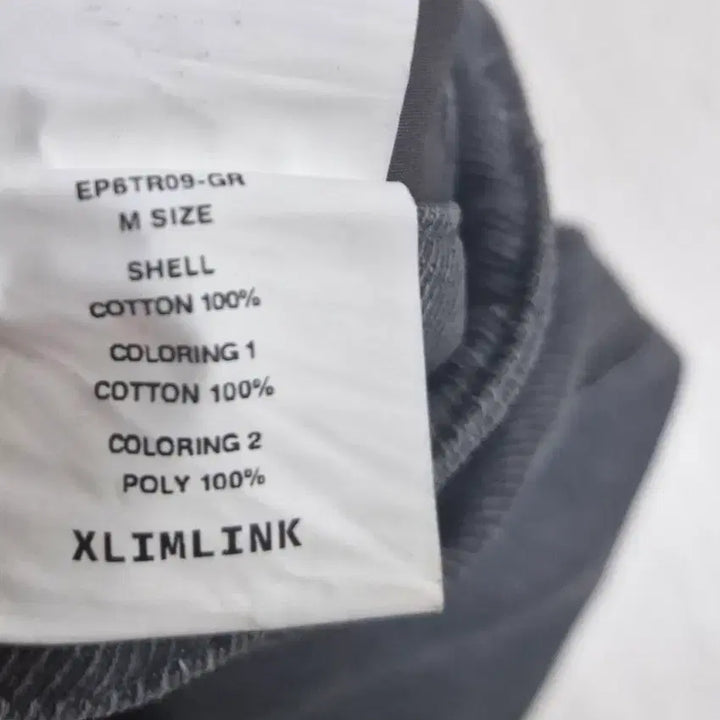 EP6TR09-GR
M SIZE
SHELL
COTTON 100%
COLORING 1
COTTON 100%
COLORING 2
POLY 100%
XLIMLINK